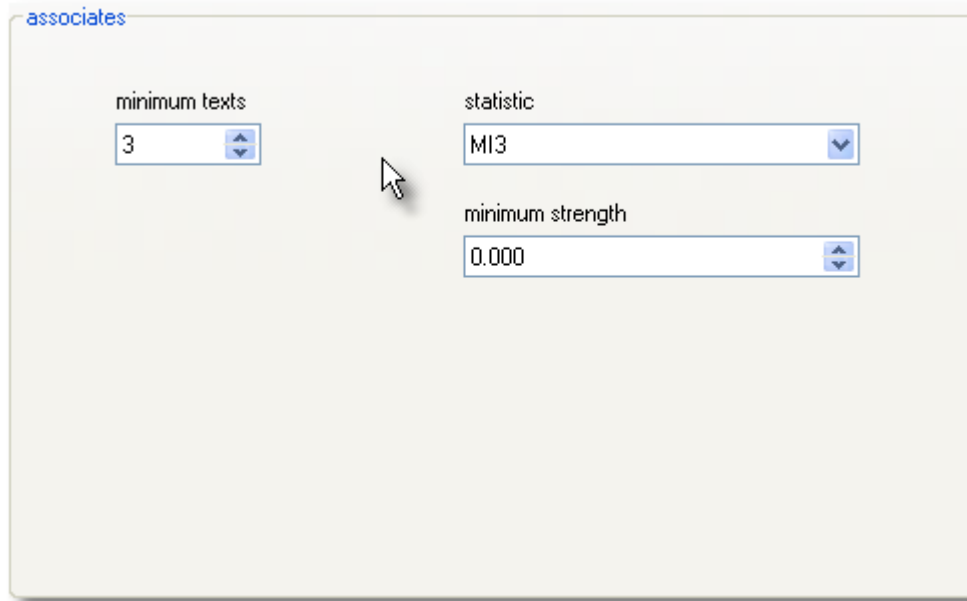 associates
minimum texts
3
statistic
MI3
minimum strength
0.000